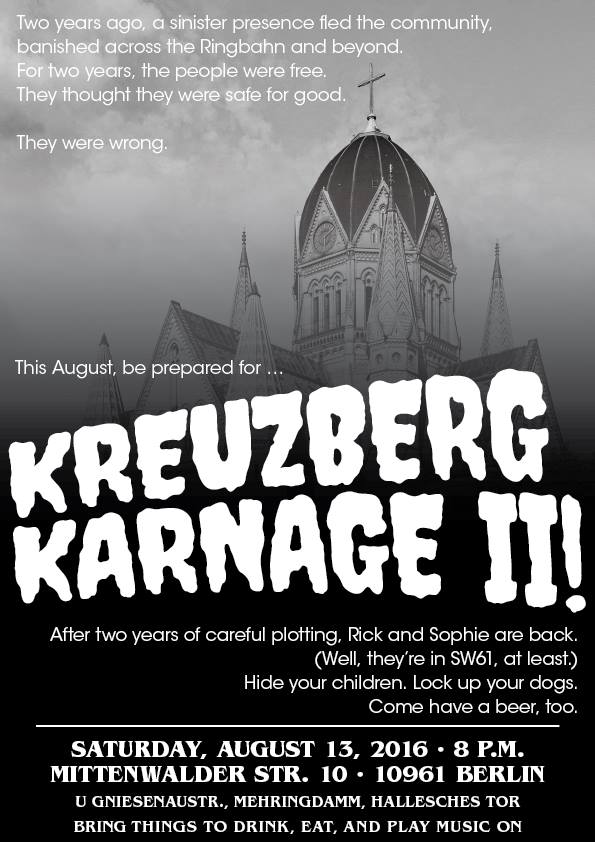 Two years ago, a sinister presence fled the community,
banished across the Ringbahn and beyond.
For two years, the people were free.
They thought they were safe for good.
They were wrong.
This August, be prepared for ...
KREUZBERG
KARNAGE II!
After two years of careful plotting, Rick and Sophie are back.
(Well, they're in SW61, at least.)
Hide your children. Lock up your dogs.
Come have a beer, too.
SATURDAY, AUGUST 13, 2016 · 8 P.M.
MITTENWALDER STR. 10 · 10961 BERLIN
U GNIESENAUSTR., MEHRINGDAMM, HALLESCHES TOR
BRING THINGS TO DRINK, EAT, AND PLAY MUSIC ON